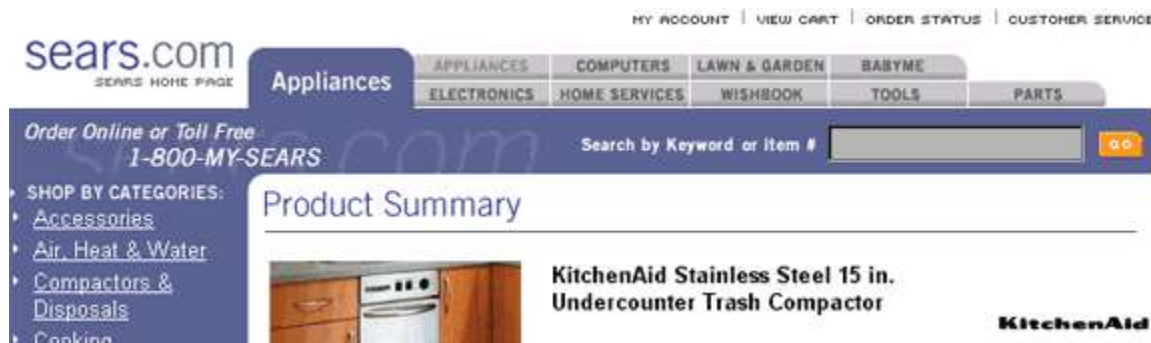 MY ACCOUNT | VIEW CART | ORDER STATUS | CUSTOMER SERVICE
sears.com
SEARS HOME PAGE
Appliances
APPLIANCES COMPUTERS LAWN & GARDEN BABYME
ELECTRONICS HOME SERVICES WISHBOOK TOOLS PARTS
Order Online or Toll Free
1-800-MY-SEARS
Search by Keyword or item #
GO
SHOP BY CATEGORIES:
Accessories
Air, Heat & Water
Compactors &
Disposals
Cooking
Product Summary
KitchenAid Stainless Steel 15 in.
Undercounter Trash Compactor
KitchenAid